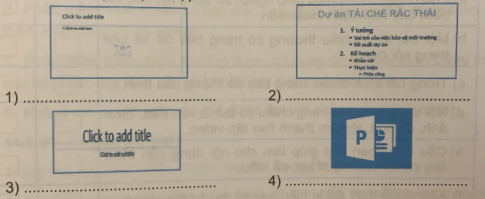 Click to add title
• Click to add text
1) ....................
Dự án TÁI CHẾ RÁC THẢI
1. Ý tưởng
• Vai trò của việc bảo vệ môi trường
• Đề xuất dự án
2. Kế hoạch
• Khảo sát
• Thực hiện
➢ Phân công
2) ....................
Click to add title
Click to add subtitle
3) ....................
P
4) ....................